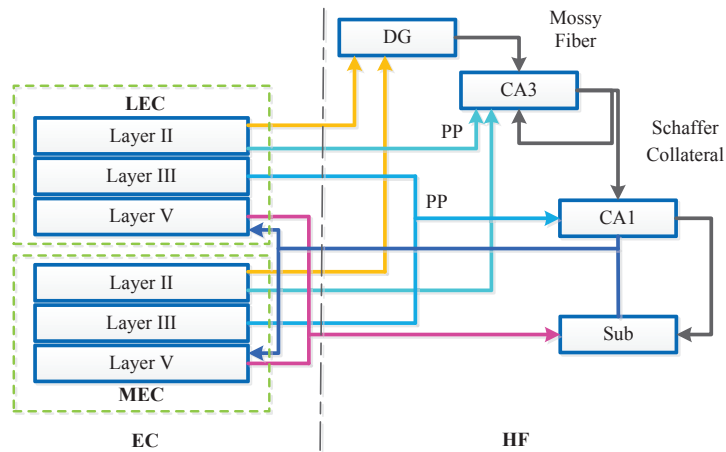 DG
Mossy
Fiber
LEC
CA3
Layer II
PP
Schaffer
Collateral
Layer III
PP
Layer V
CA1
Layer II
Layer III
Sub
Layer V
MEC
EC
HF